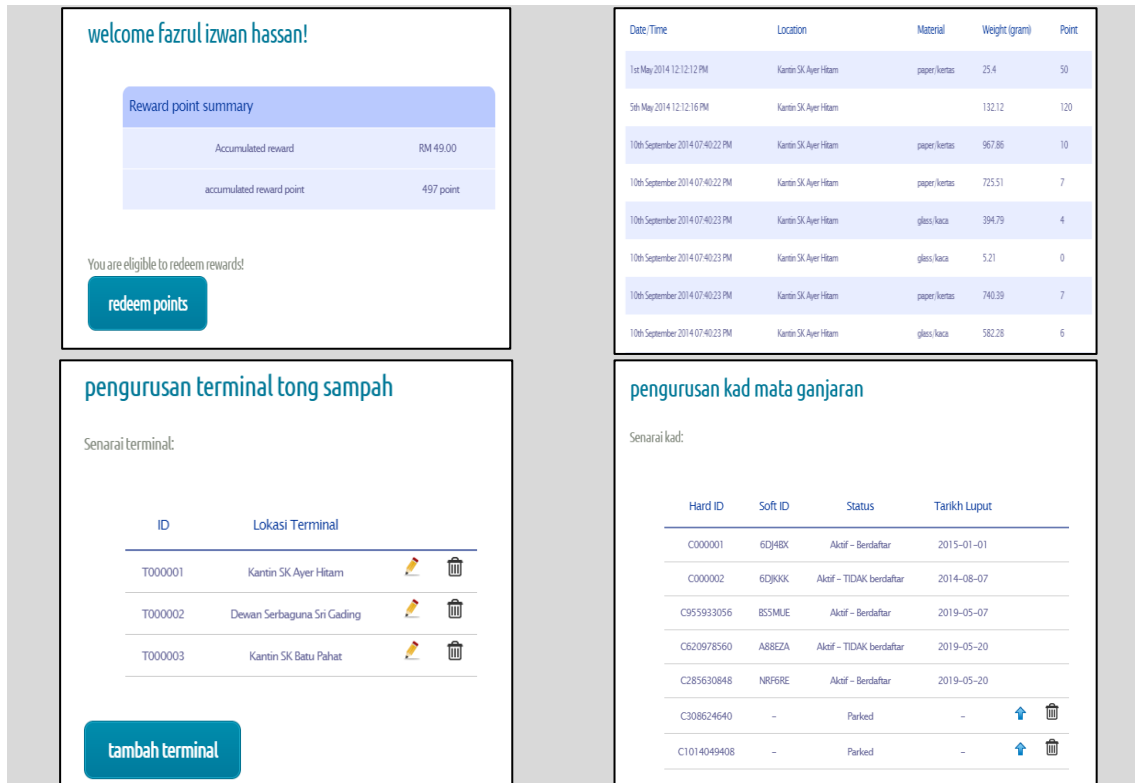 welcome fazrul izwan hassan!
Reward point summary
Accumulated reward RM 49.00
accumulated reward point 497 point
You are eligible to redeem rewards!
redeem points
Date/Time Location Material Weight (gram) Point
1st May 2014 12:12:12 PM Kantin SK Ayer Hitam paper/kertas 25.4 50
5th May 2014 12:12:16 PM Kantin SK Ayer Hitam 132.12 120
10th September 2014 07:40:22 PM Kantin SK Ayer Hitam paper/kertas 967.86 10
10th September 2014 07:40:22 PM Kantin SK Ayer Hitam paper/kertas 725.51 7
10th September 2014 07:40:23 PM Kantin SK Ayer Hitam glass/kaca 394.79 4
10th September 2014 07:40:23 PM Kantin SK Ayer Hitam glass/kaca 5.21 0
10th September 2014 07:40:23 PM Kantin SK Ayer Hitam paper/kertas 740.39 7
10th September 2014 07:40:23 PM Kantin SK Ayer Hitam glass/kaca 582.28 6
pengurusan terminal tong sampah
Senarai terminal:
ID Lokasi Terminal
T000001 Kantin SK Ayer Hitam
T000002 Dewan Serbaguna Sri Gading
T000003 Kantin SK Batu Pahat
tambah terminal
pengurusan kad mata ganjaran
Senarai kad:
Hard ID Soft ID Status Tarikh Luput
C000001 6DJ4BX Aktif – Berdaftar 2015-01-01
C000002 6DJKKK Aktif – TIDAK berdaftar 2014-08-07
C955933056 BS5MUE Aktif – Berdaftar 2019-05-07
C620978560 A88EZA Aktif – TIDAK berdaftar 2019-05-20
C285630848 NRF6RE Aktif – Berdaftar 2019-05-20
C308624640 – Parked –
C1014049408 – Parked –